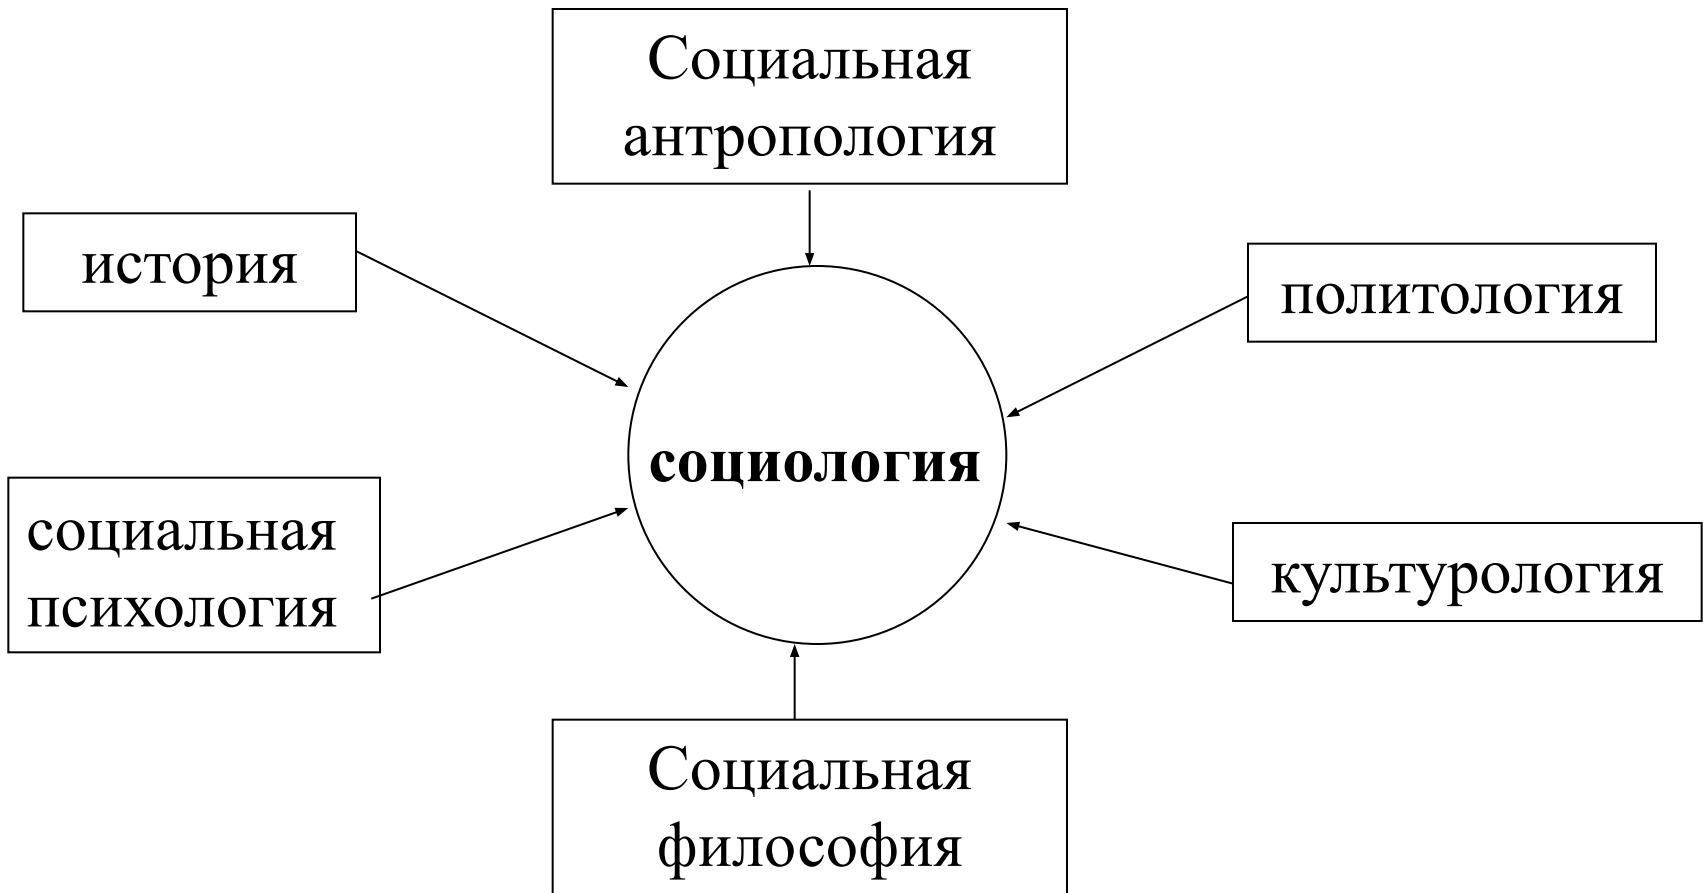 Социальная
антропология
история
политология
социология
социальная
психология
культурология
Социальная
философия